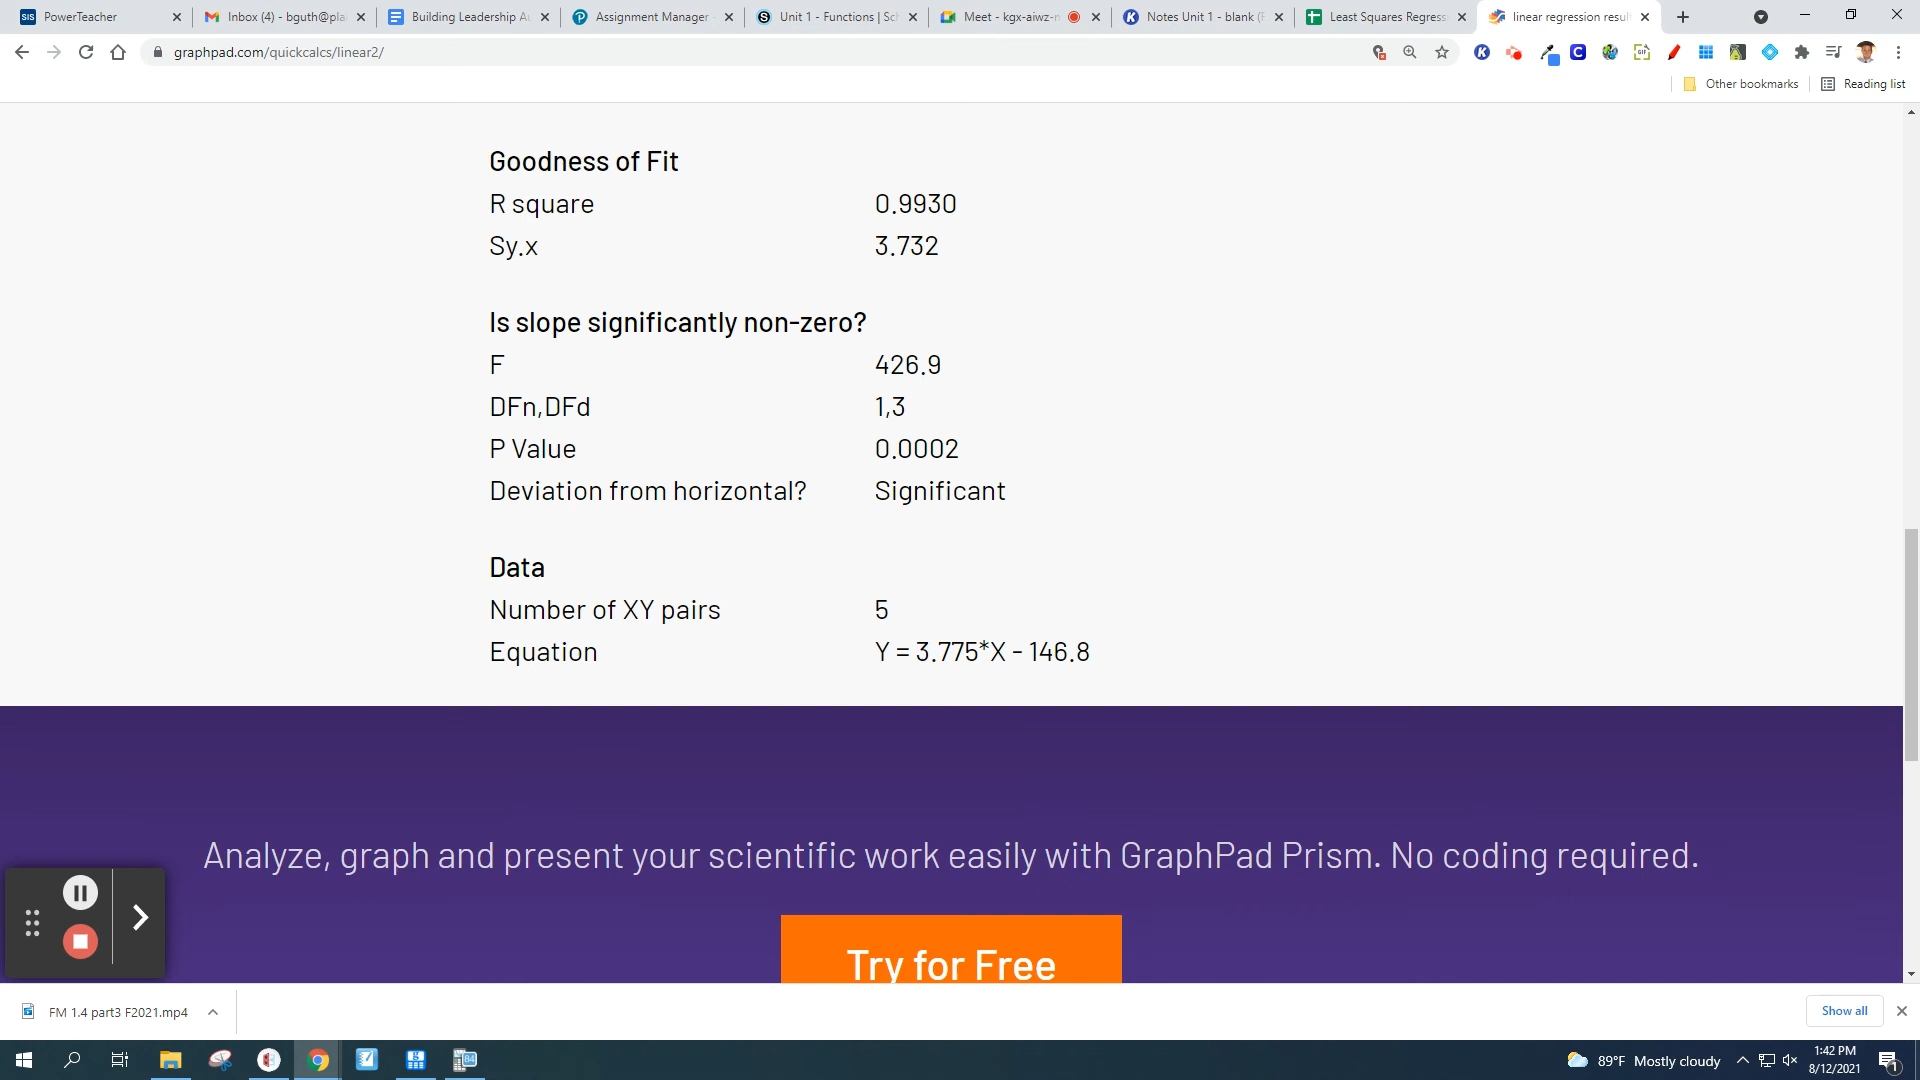 SIS PowerTeacher
Inbox (4) - bguth@pla
Building Leadership A
Assignment Manager
Unit 1 - Functions | Sc
Meet - kgx-aiwz-
Notes Unit 1 - blank (
Least Squares Regress
linear regression resul
graphpad.com/quickcalcs/linear2/
Other bookmarks
Reading list
Goodness of Fit
R square 0.9930
Sy.x 3.732
Is slope significantly non-zero?
F 426.9
DFn,DFd 1,3
P Value 0.0002
Deviation from horizontal? Significant
Data
Number of XY pairs 5
Equation Y = 3.775*X - 146.8
Analyze, graph and present your scientific work easily with GraphPad Prism. No coding required.
Try for Free
FM 1.4 part3 F2021.mp4
Show all
89°F Mostly cloudy
1:42 PM
8/12/2021
1